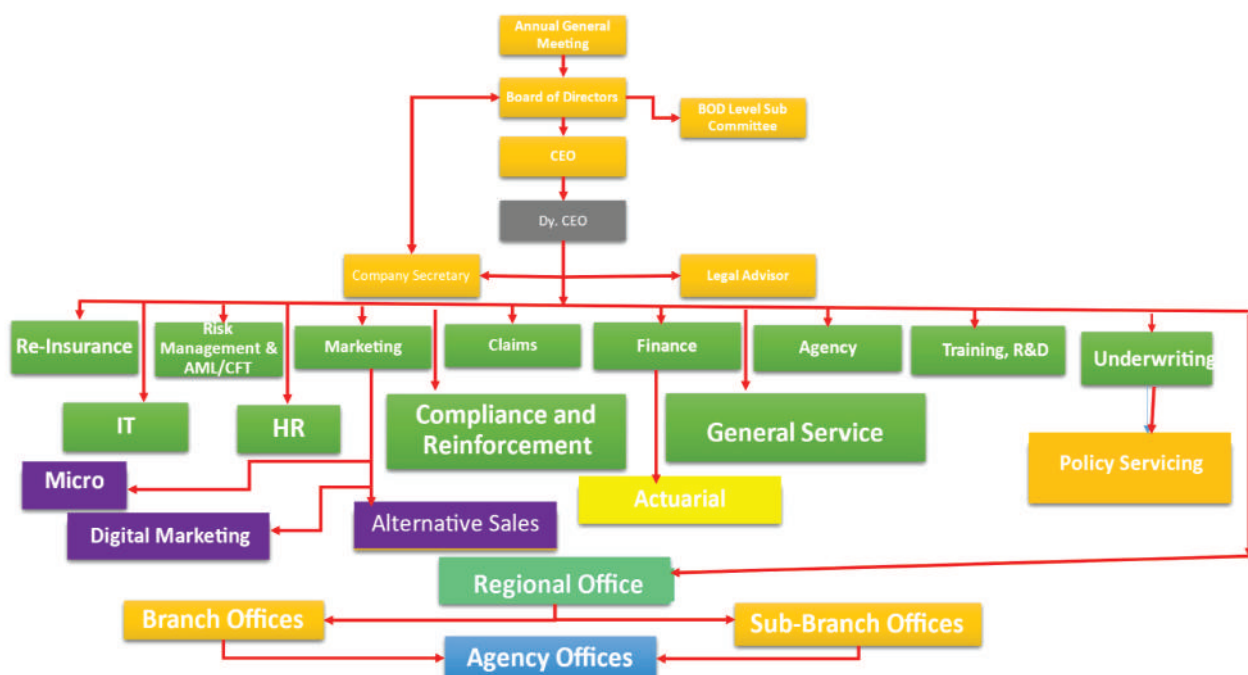 Annual General
Meeting
Board of Directors
BOD Level Sub
Committee
CEO
Dy. CEO
Company Secretary
Legal Advisor
Re-Insurance
Risk
Management &
AML/CFT
Marketing
Claims
Finance
Agency
Training, R&D
Underwriting
IT
HR
Compliance and
Reinforcement
General Service
Policy Servicing
Micro
Actuarial
Digital Marketing
Alternative Sales
Regional Office
Branch Offices
Sub-Branch Offices
Agency Offices